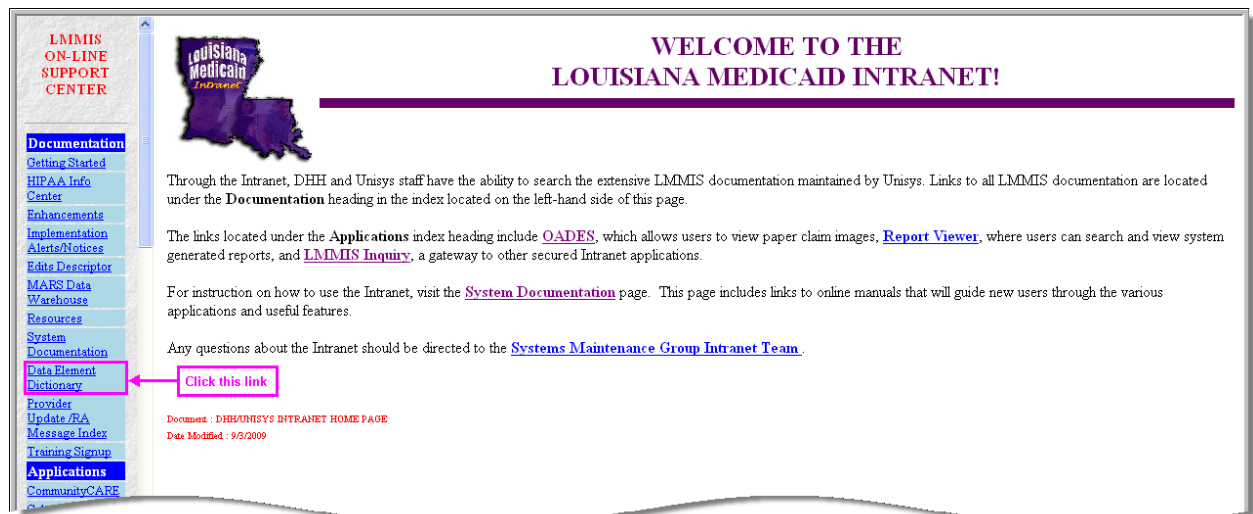 LMMIS
ON-LINE
SUPPORT
CENTER
Documentation
Getting Started
HIPAA Info
Center
Enhancements
Implementation
Alerts/Notices
Edits Descriptor
MARS Data
Warehouse
Resources
System
Documentation
Data Element
Dictionary
Provider
Update /RA
Message Index
Training Signup
Applications
CommunityCARE
Louisiana
Medicaid
Intranet
WELCOME TO THE
LOUISIANA MEDICAID INTRANET!
Through the Intranet, DHH and Unisys staff have the ability to search the extensive LMMIS documentation maintained by Unisys. Links to all LMMIS documentation are located
under the Documentation heading in the index located on the left-hand side of this page.
The links located under the Applications index heading include OADES, which allows users to view paper claim images, Report Viewer, where users can search and view system
generated reports, and LMMIS Inquiry, a gateway to other secured Intranet applications.
For instruction on how to use the Intranet, visit the System Documentation page. This page includes links to online manuals that will guide new users through the various
applications and useful features.
Any questions about the Intranet should be directed to the Systems Maintenance Group Intranet Team .
Click this link
Document : DHH/UNISYS INTRANET HOME PAGE
Date Modified : 9/3/2009